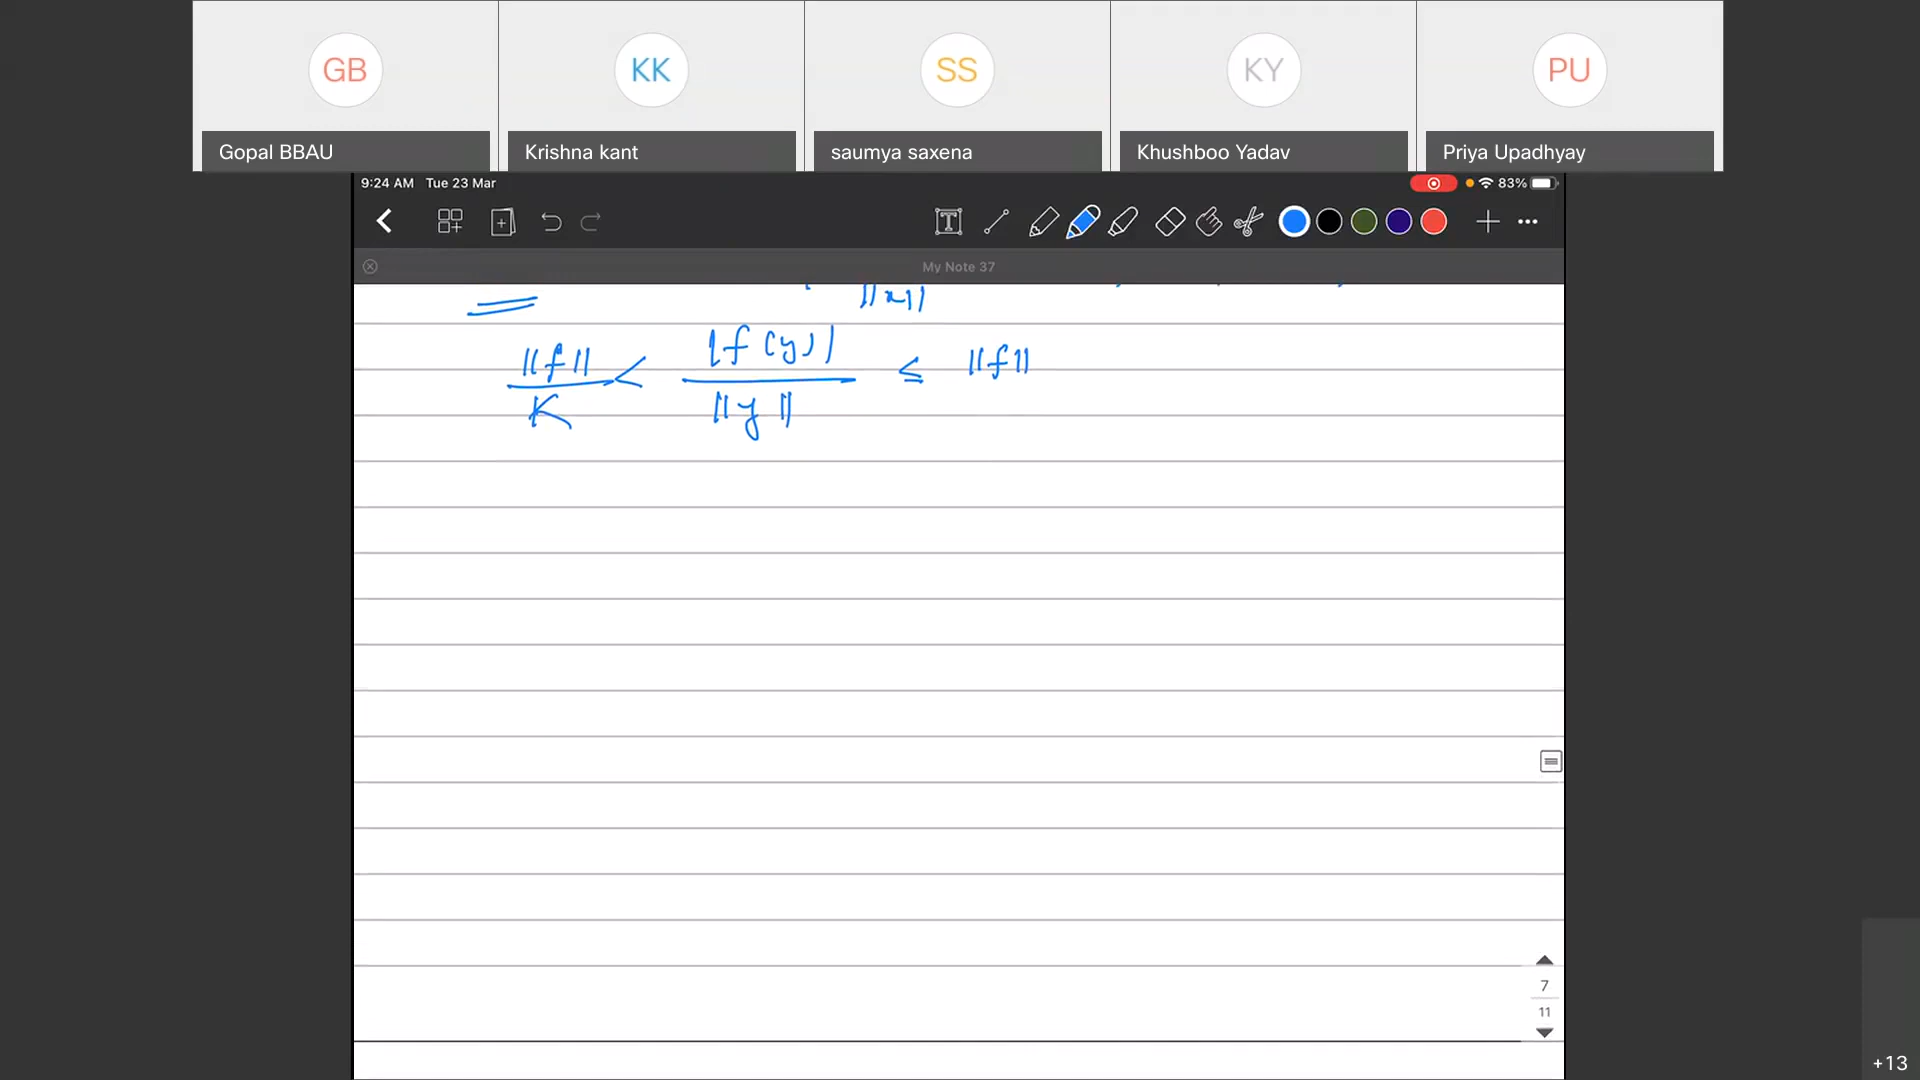 GB KK SS KY PU
Gopal BBAU Krishna kant saumya saxena Khushboo Yadav Priya Upadhyay
9:24 AM Tue 23 Mar 83%
My Note 37
||x||
||f|| / K < |f(y)| / ||y|| ≤ ||f||
7
11
+13